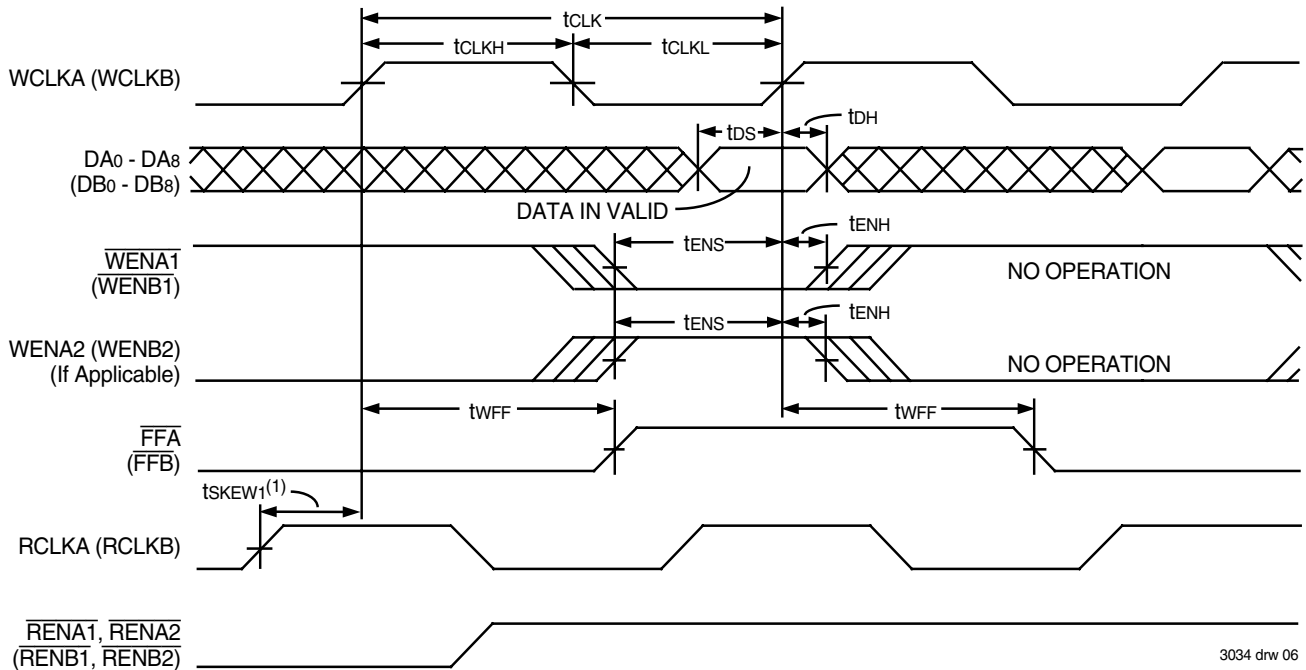 tCLK
tCLKH tCLKL
WCLKA (WCLKB)
tDS tDH
DA0 - DA8
(DB0 - DB8)
DATA IN VALID
tENS tENH
WENA1
(WENB1)
NO OPERATION
tENS tENH
WENA2 (WENB2)
(If Applicable)
NO OPERATION
tWFF tWFF
FFA
(FFB)
tSKEW1(1)
RCLKA (RCLKB)
RENA1, RENA2
(RENB1, RENB2)
3034 drw 06